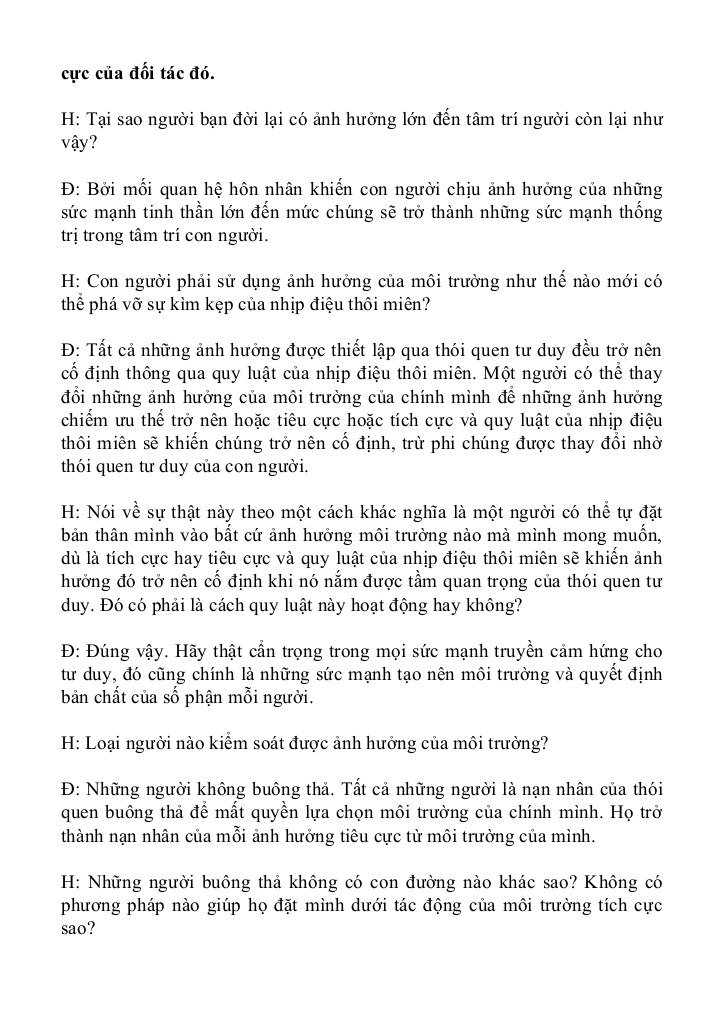 cực của đối tác đó.
H: Tại sao người bạn đời lại có ảnh hưởng lớn đến tâm trí người còn lại như
vậy?
Đ: Bởi mối quan hệ hôn nhân khiến con người chịu ảnh hưởng của những
sức mạnh tinh thần lớn đến mức chúng sẽ trở thành những sức mạnh thống
trị trong tâm trí con người.
H: Con người phải sử dụng ảnh hưởng của môi trường như thế nào mới có
thể phá vỡ sự kìm kẹp của nhịp điệu thôi miên?
Đ: Tất cả những ảnh hưởng được thiết lập qua thói quen tư duy đều trở nên
cố định thông qua quy luật của nhịp điệu thôi miên. Một người có thể thay
đổi những ảnh hưởng của môi trường của chính mình để những ảnh hưởng
chiếm ưu thế trở nên hoặc tiêu cực hoặc tích cực và quy luật của nhịp điệu
thôi miên sẽ khiến chúng trở nên cố định, trừ phi chúng được thay đổi nhờ
thói quen tư duy của con người.
H: Nói về sự thật này theo một cách khác nghĩa là một người có thể tự đặt
bản thân mình vào bất cứ ảnh hưởng môi trường nào mà mình mong muốn,
dù là tích cực hay tiêu cực và quy luật của nhịp điệu thôi miên sẽ khiến ảnh
hưởng đó trở nên cố định khi nó nắm được tầm quan trọng của thói quen tư
duy. Đó có phải là cách quy luật này hoạt động hay không?
Đ: Đúng vậy. Hãy thật cẩn trọng trong mọi sức mạnh truyền cảm hứng cho
tư duy, đó cũng chính là những sức mạnh tạo nên môi trường và quyết định
bản chất của số phận mỗi người.
H: Loại người nào kiểm soát được ảnh hưởng của môi trường?
Đ: Những người không buông thả. Tất cả những người là nạn nhân của thói
quen buông thả để mất quyền lựa chọn môi trường của chính mình. Họ trở
thành nạn nhân của mỗi ảnh hưởng tiêu cực từ môi trường của mình.
H: Những người buông thả không có con đường nào khác sao? Không có
phương pháp nào giúp họ đặt mình dưới tác động của môi trường tích cực
sao?